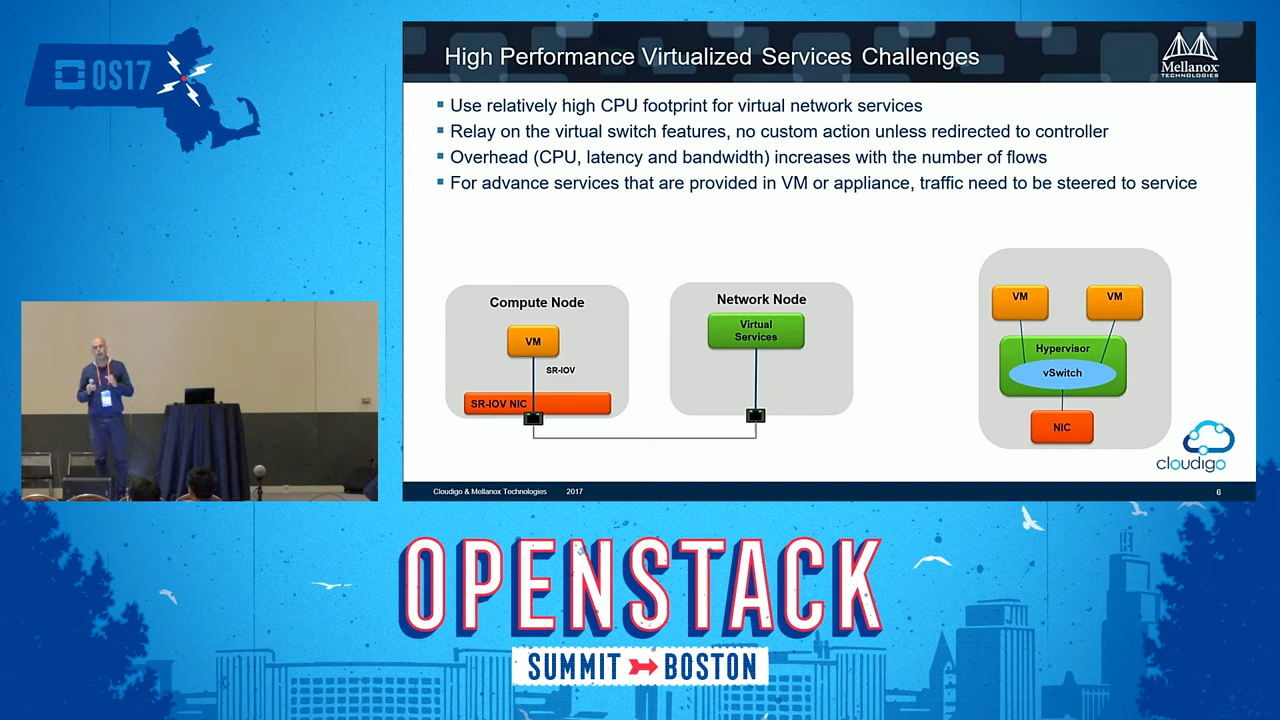 OS17
High Performance Virtualized Services Challenges
Mellanox
TECHNOLOGIES
Use relatively high CPU footprint for virtual network services
Relay on the virtual switch features, no custom action unless redirected to controller
Overhead (CPU, latency and bandwidth) increases with the number of flows
For advance services that are provided in VM or appliance, traffic need to be steered to service
Compute Node
VM
SR-IOV
SR-IOV NIC
Network Node
Virtual
Services
VM
VM
Hypervisor
vSwitch
NIC
cloudigo
Cloudigo & Mellanox Technologies
2017
6
OPENSTACK
SUMMIT BOSTON